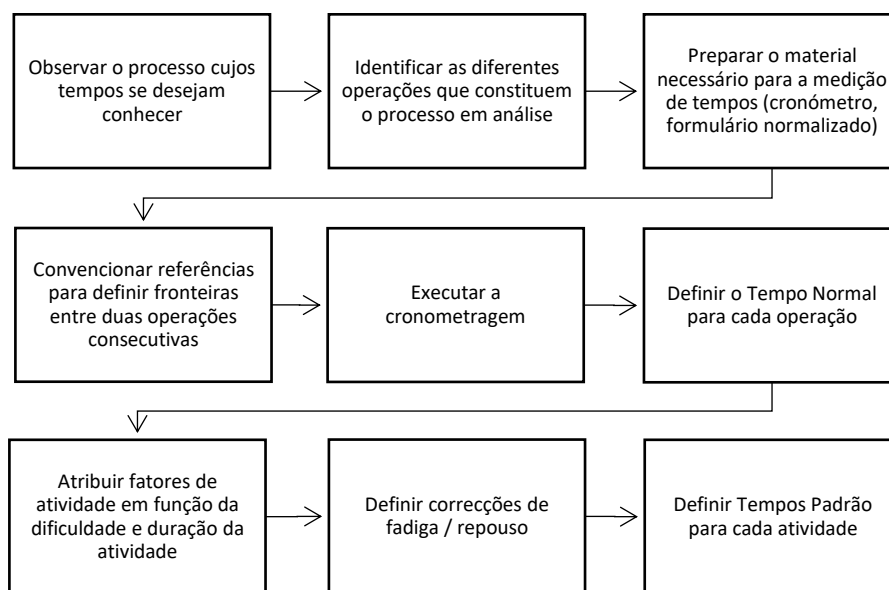 Observar o processo cujos
tempos se desejam
conhecer
Identificar as diferentes
operações que constituem
o processo em análise
Preparar o material
necessário para a medição
de tempos (cronómetro,
formulário normalizado)
Convencionar referências
para definir fronteiras
entre duas operações
consecutivas
Executar a
cronometragem
Definir o Tempo Normal
para cada operação
Atribuir fatores de
atividade em função da
dificuldade e duração da
atividade
Definir correcções de
fadiga / repouso
Definir Tempos Padrão
para cada atividade